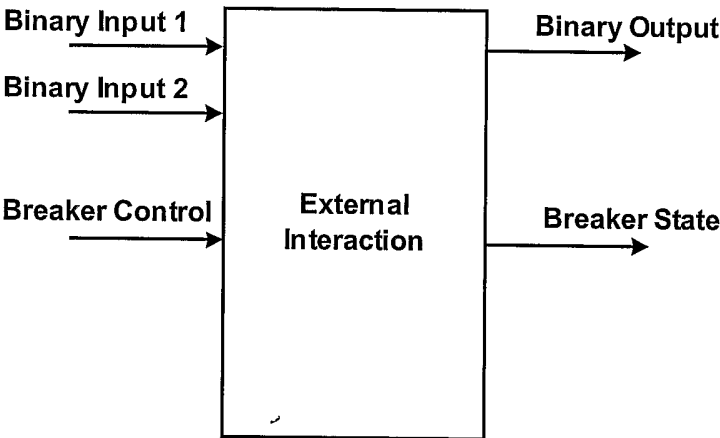 Binary Input 1
Binary Output
Binary Input 2
Breaker Control
External
Interaction
Breaker State